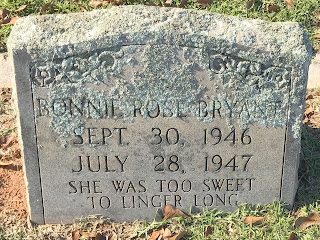 BONNIE ROSE BRYANT
SEPT. 30, 1946
JULY 28, 1947
SHE WAS TOO SWEET
TO LINGER LONG